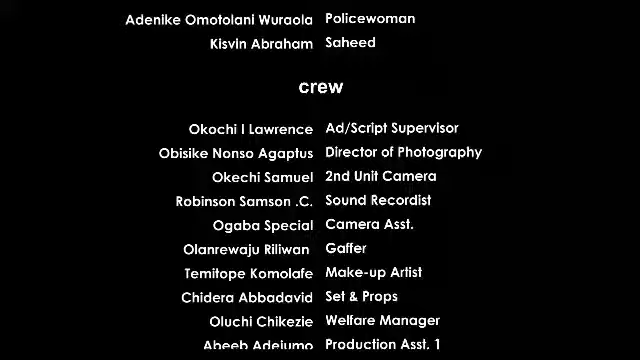 Adenike Omotolani Wuraola Policewoman
Kisvin Abraham Saheed
crew
Okochi I Lawrence Ad/Script Supervisor
Obisike Nonso Agaptus Director of Photography
Okechi Samuel 2nd Unit Camera
Robinson Samson .C. Sound Recordist
Ogaba Special Camera Asst.
Olanrewaju Riliwan Gaffer
Temitope Komolafe Make-up Artist
Chidera Abbadavid Set & Props
Oluchi Chikezie Welfare Manager
Abeeb Adejumo Production Asst. 1